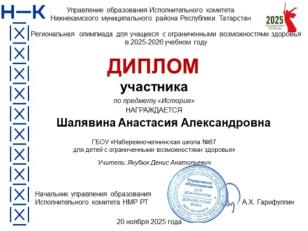 Н–К
Управление образования Исполнительного комитета
Нижнекамского муниципального района Республики Татарстан
2025
Региональная олимпиада для учащихся с ограниченными возможностями здоровья
в 2025-2026 учебном году
ДИПЛОМ
участника
по предмету «История»
НАГРАЖДАЕТСЯ
Шалявина Анастасия Александровна
ГБОУ «Набережночелнинская школа №67
для детей с ограниченными возможностями здоровья»
Учитель: Якубюк Денис Анатольевич
Начальник управления образования
Исполнительного комитета НМР РТ
А.Х. Гарифуллин
20 ноября 2025 года